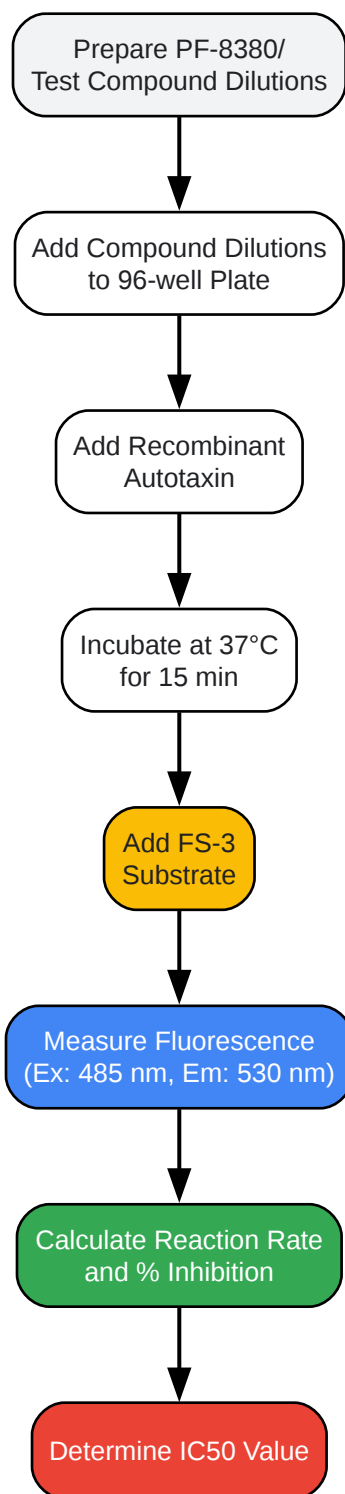 Prepare PF-8380/
Test Compound Dilutions
Add Compound Dilutions
to 96-well Plate
Add Recombinant
Autotaxin
Incubate at 37°C
for 15 min
Add FS-3
Substrate
Measure Fluorescence
(Ex: 485 nm, Em: 530 nm)
Calculate Reaction Rate
and % Inhibition
Determine IC50 Value